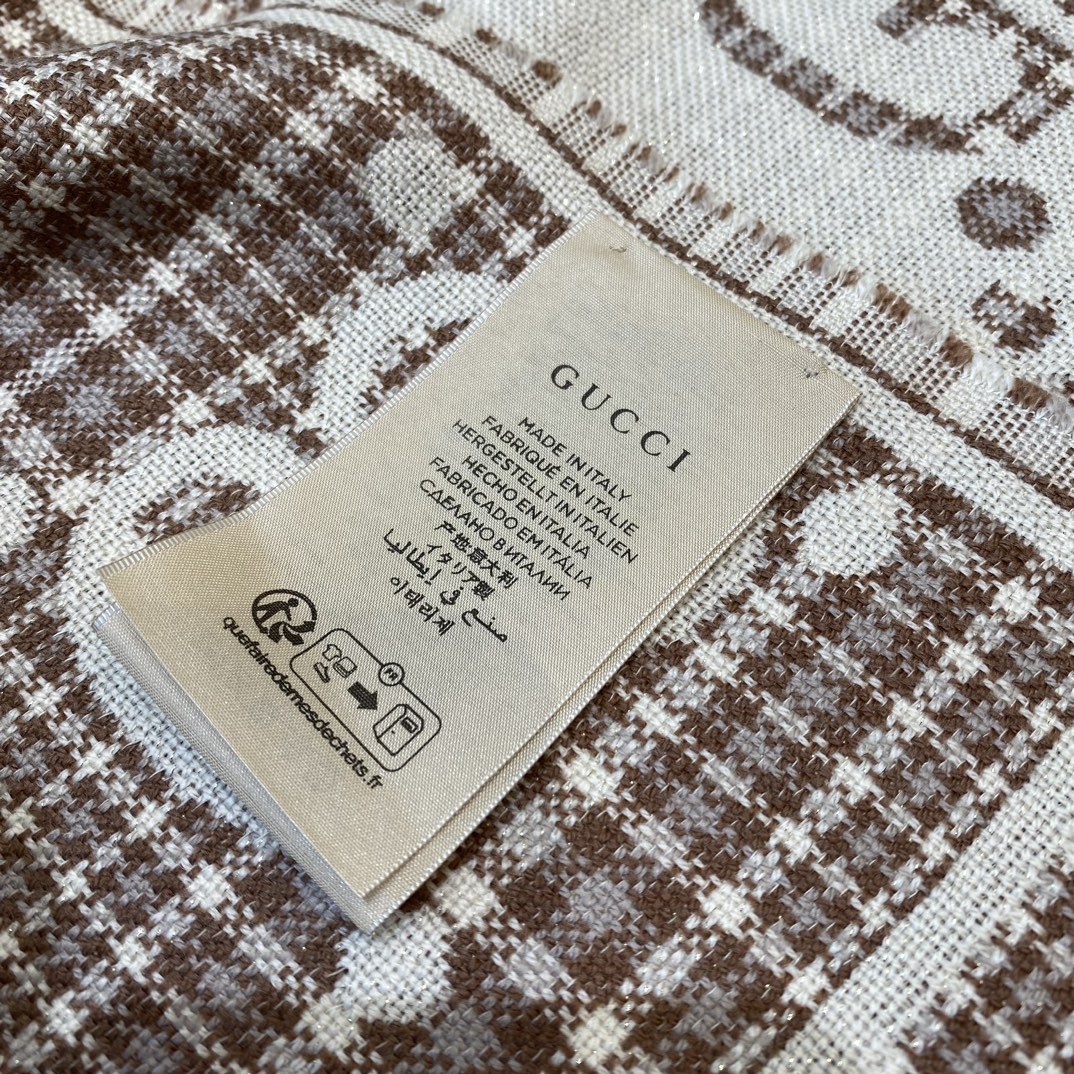 GUCCI
MADE IN ITALY
FABRIQUÉ EN ITALIE
HERGESTELLT IN ITALIEN
HECHO EN ITALIA
FABRICADO EM ITÁLIA
СДЕЛАНО В ИТАЛИИ
产地意大利
イタリア製
صنع في إيطاليا
이태리제
FR
quefairedemesdechets.fr